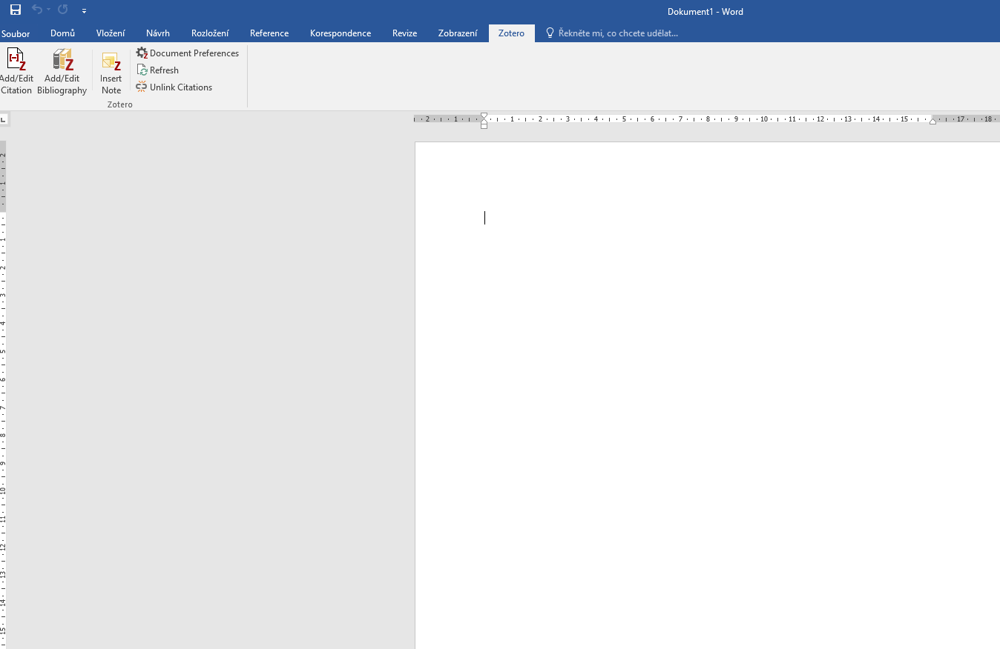 Dokument1 - Word
Soubor Domů Vložení Návrh Rozložení Reference Korespondence Revize Zobrazení Zotero Řekněte mi, co chcete udělat...
Add/Edit Citation
Add/Edit Bibliography
Insert Note
Document Preferences
Refresh
Unlink Citations
Zotero
2 1 1 2 3 4 5 6 7 8 9 10 11 12 13 14 15 17 18
2
1
1
2
3
4
5
6
7
8
9
10
11
12
13
14
15